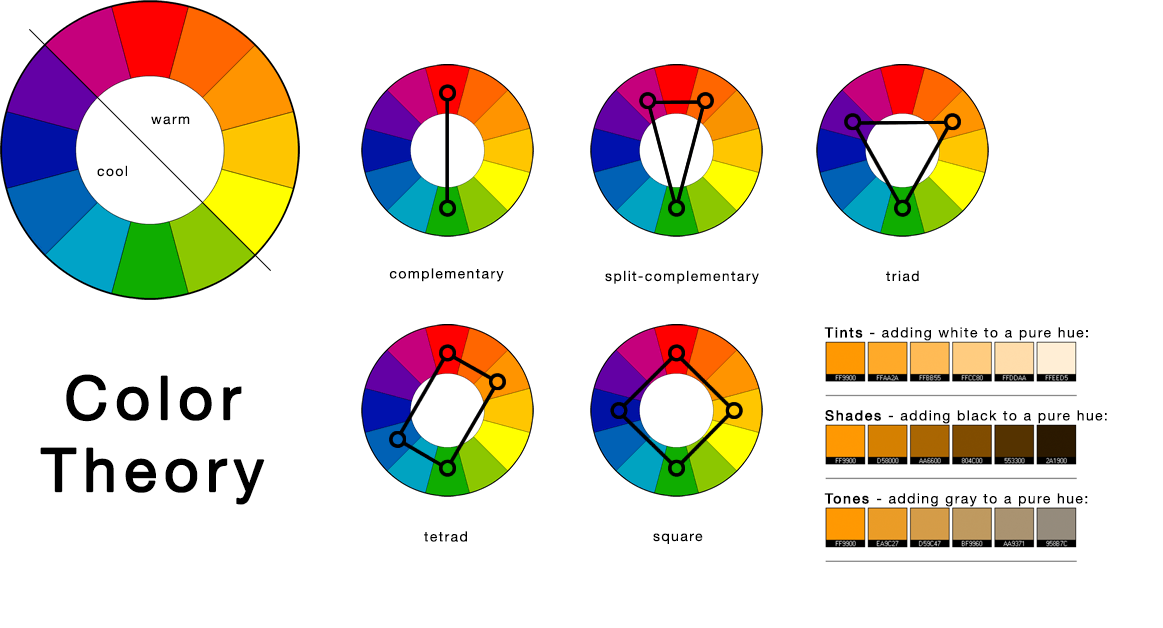 warm
cool
complementary
split-complementary
triad
Color
Theory
tetrad
square
Tints - adding white to a pure hue:
FF9900 FFAA2A FFBB55 FFCC80 FFDDAA FFEED5
Shades - adding black to a pure hue:
FF9900 D58000 AA6600 804C00 553300 2A1900
Tones - adding gray to a pure hue:
FF9900 EA9C27 D59C47 BF9960 AA9371 958B7C